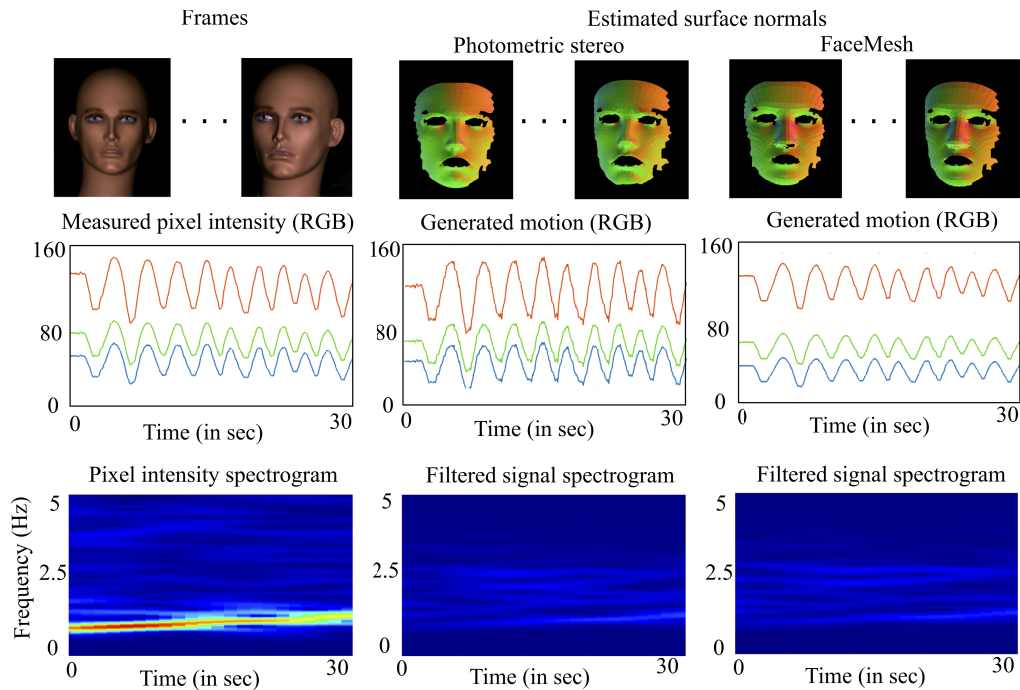 Frames
Estimated surface normals
Photometric stereo
FaceMesh
. . .
. . .
. . .
Measured pixel intensity (RGB)
Generated motion (RGB)
Generated motion (RGB)
160
80
0
0
30
Time (in sec)
160
80
0
0
30
Time (in sec)
160
80
0
0
30
Time (in sec)
Pixel intensity spectrogram
Filtered signal spectrogram
Filtered signal spectrogram
Frequency (Hz)
5
2.5
0
0
30
Time (in sec)
5
2.5
0
0
30
Time (in sec)
5
2.5
0
0
30
Time (in sec)